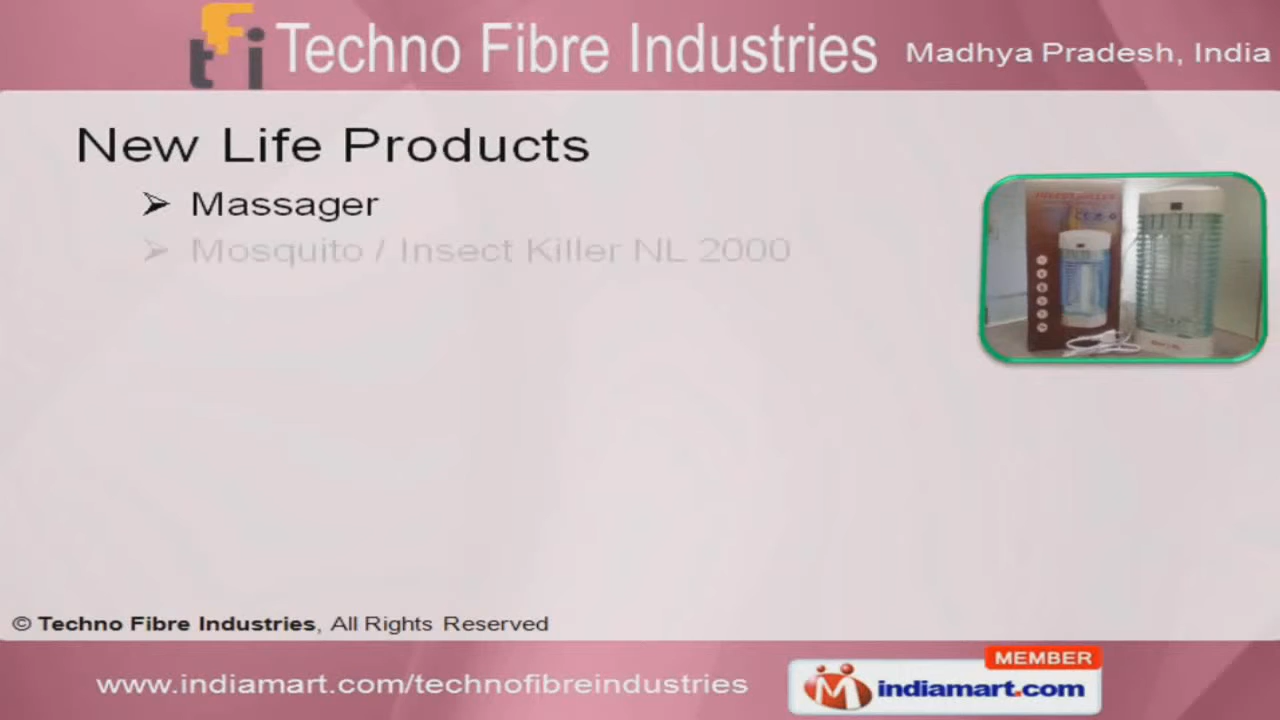 tfi Techno Fibre Industries
Madhya Pradesh, India
New Life Products
➢ Massager
➢ Mosquito / Insect Killer NL 2000
© Techno Fibre Industries, All Rights Reserved
www.indiamart.com/technofibreindustries
MEMBER
indiamart.com